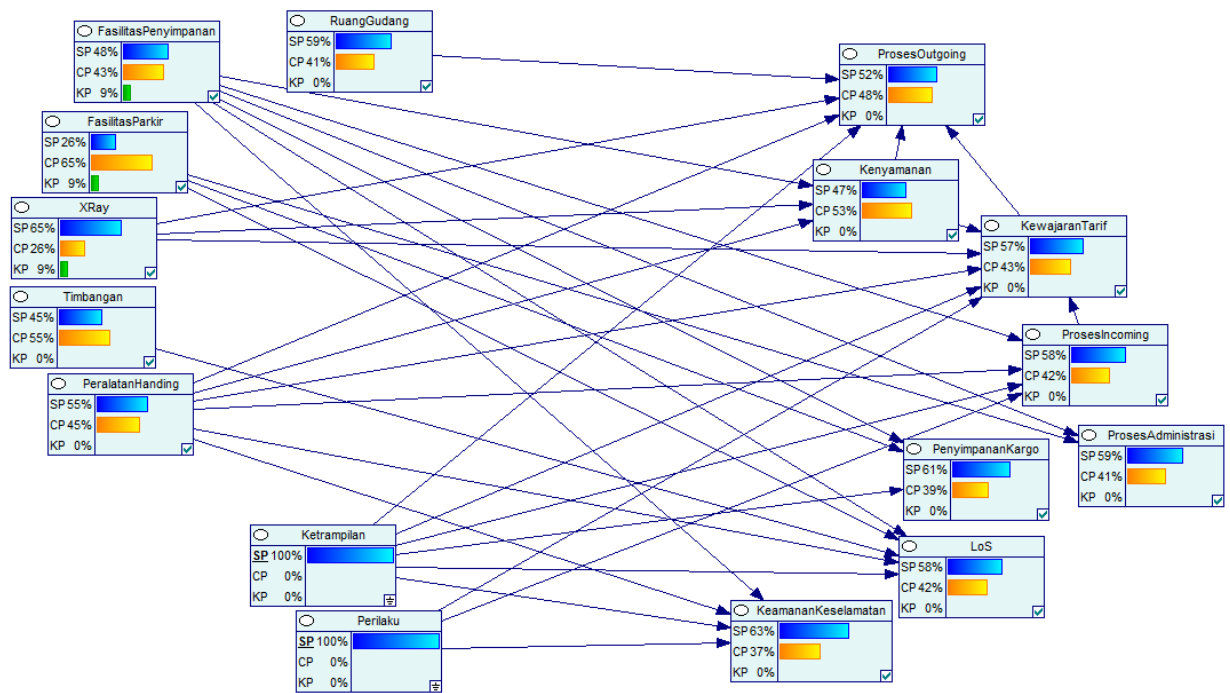 FasilitasPenyimpanan
SP 48%
CP 43%
KP 9%
RuangGudang
SP 59%
CP 41%
KP 0%
ProsesOutgoing
SP 52%
CP 48%
KP 0%
FasilitasParkir
SP 26%
CP 65%
KP 9%
Kenyamanan
SP 47%
CP 53%
KP 0%
XRay
SP 65%
CP 26%
KP 9%
KewajaranTarif
SP 57%
CP 43%
KP 0%
Timbangan
SP 45%
CP 55%
KP 0%
ProsesIncoming
SP 58%
CP 42%
KP 0%
PeralatanHanding
SP 55%
CP 45%
KP 0%
ProsesAdministrasi
SP 59%
CP 41%
KP 0%
PenyimpananKargo
SP 61%
CP 39%
KP 0%
Ketrampilan
SP 100%
CP 0%
KP 0%
LoS
SP 58%
CP 42%
KP 0%
KeamananKeselamatan
SP 63%
CP 37%
KP 0%
Perilaku
SP 100%
CP 0%
KP 0%